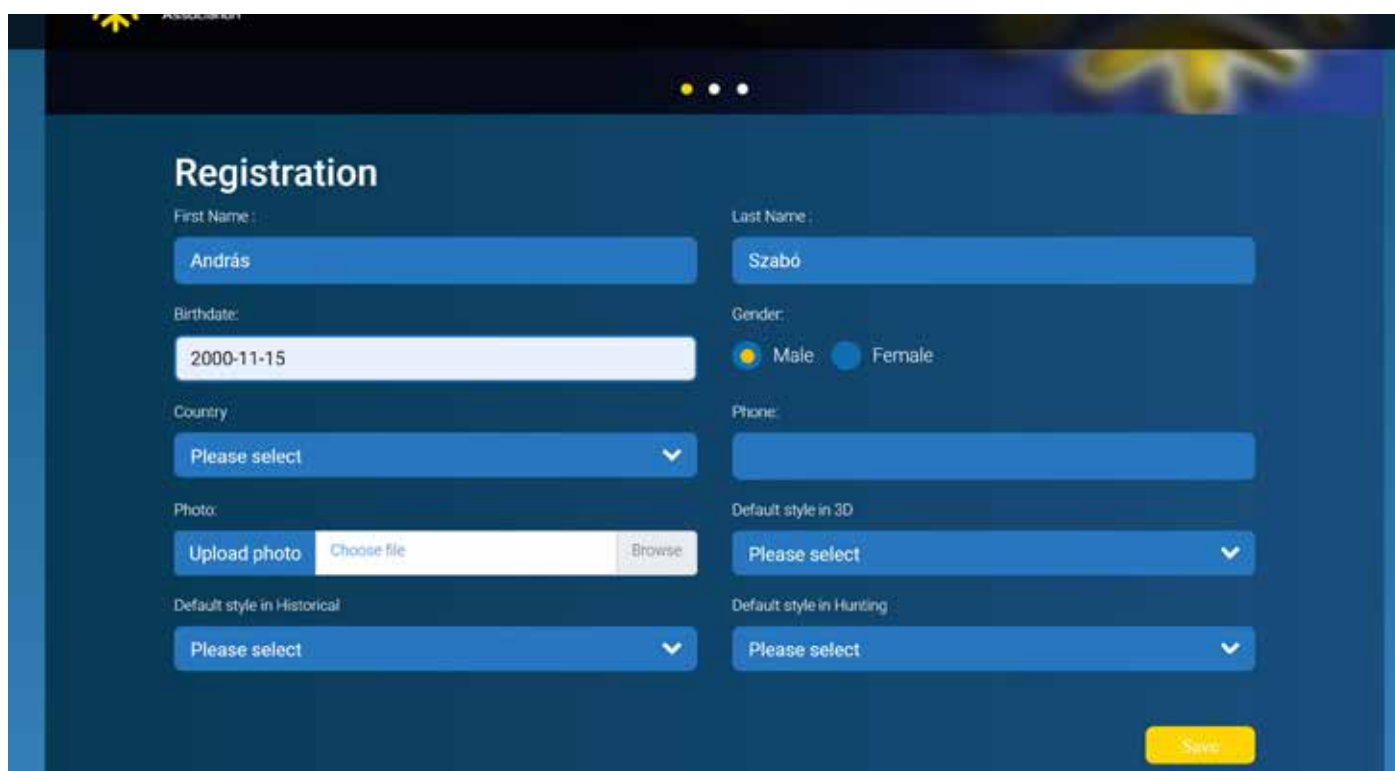 Association
Registration
First Name :
Last Name :
András
Szabó
Birthdate:
Gender:
2000-11-15
Male Female
Country
Phone:
Please select
Photo:
Default style in 3D
Upload photo Choose file Browse
Please select
Default style in Historical
Default style in Hunting
Please select
Please select
Save